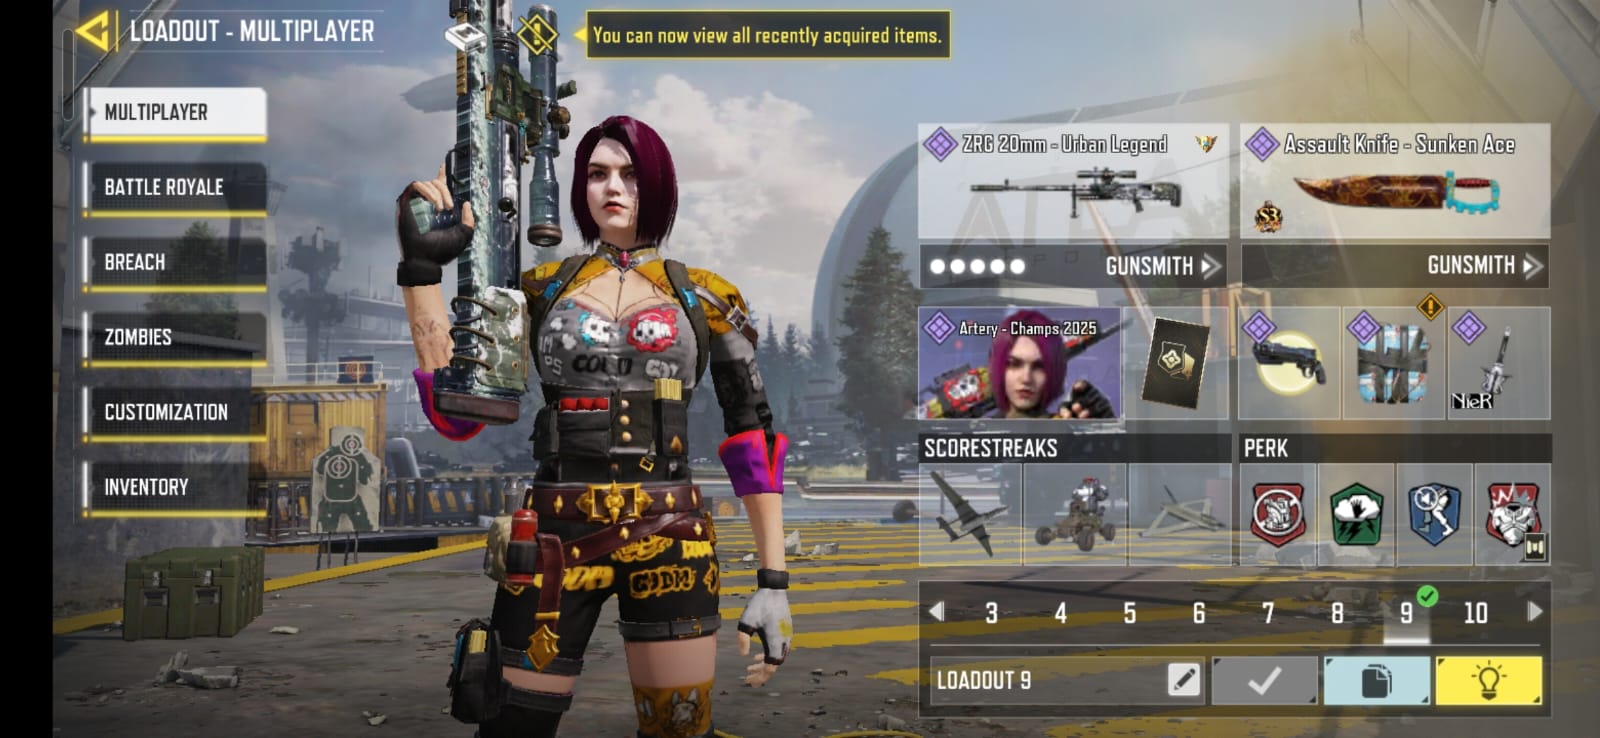 LOADOUT - MULTIPLAYER
You can now view all recently acquired items.
MULTIPLAYER
BATTLE ROYALE
BREACH
ZOMBIES
CUSTOMIZATION
INVENTORY
ZRG 20mm - Urban Legend
Assault Knife - Sunken Ace
S3
GUNSMITH
GUNSMITH
Artery - Champs 2025
NieR
SCORESTREAKS
PERK
3 4 5 6 7 8 9 10
LOADOUT 9